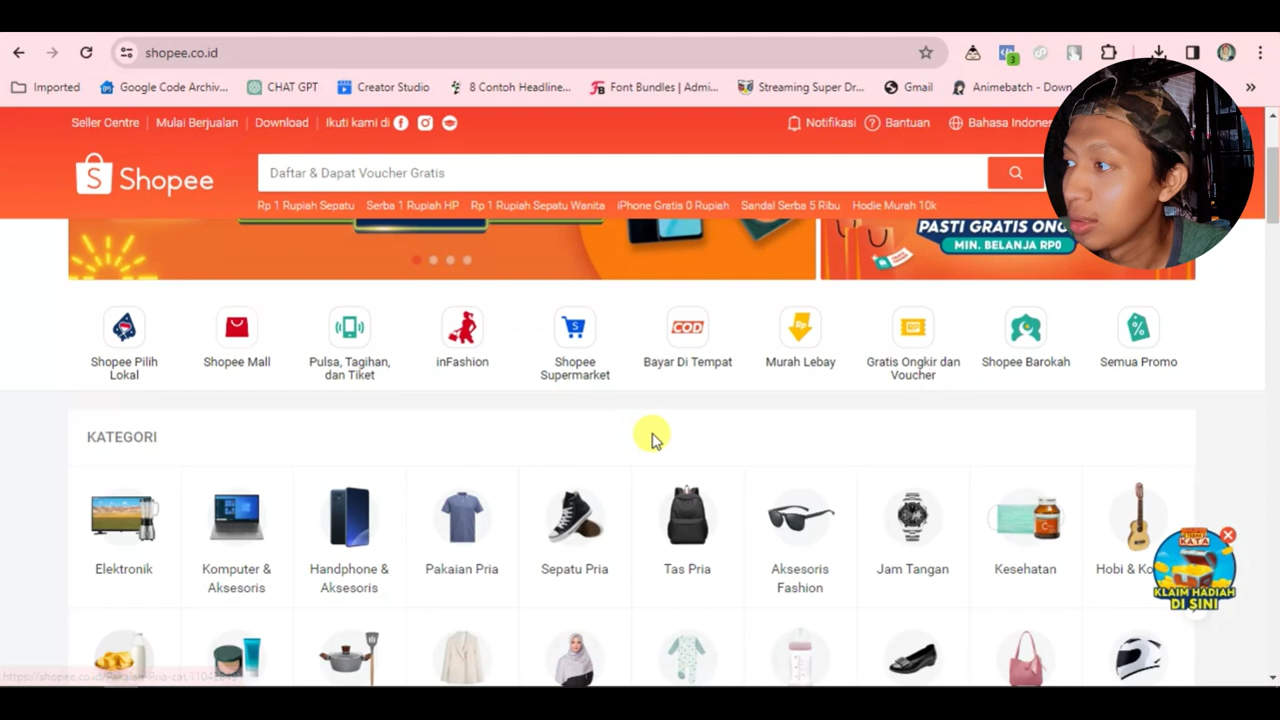 shopee.co.id
3
Imported
Google Code Archiv...
CHAT GPT
Creator Studio
8 Contoh Headline...
Font Bundles | Admi...
Streaming Super Dr...
Gmail
Animebatch - Down
»
Seller Centre
Mulai Berjualan
Download
Ikuti kami di
Notifikasi
Bantuan
Bahasa Indones
S Shopee
Daftar & Dapat Voucher Gratis
Rp 1 Rupiah Sepatu
Serba 1 Rupiah HP
Rp 1 Rupiah Sepatu Wanita
iPhone Gratis 0 Rupiah
Sandal Serba 5 Ribu
Hodie Murah 10k
PASTI GRATIS ONG
MIN. BELANJA RP0
COD
Shopee Pilih
Lokal
Shopee Mall
Pulsa, Tagihan,
dan Tiket
inFashion
Shopee
Supermarket
Bayar Di Tempat
Murah Lebay
Gratis Ongkir dan
Voucher
Shopee Barokah
Semua Promo
KATEGORI
Elektronik
Komputer &
Aksesoris
Handphone &
Aksesoris
Pakaian Pria
Sepatu Pria
Tas Pria
Aksesoris
Fashion
Jam Tangan
Kesehatan
Hobi & Ko
KATA
KLAIM HADIAH
DI SINI